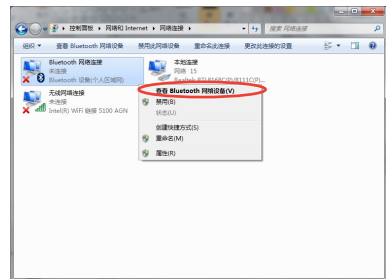 控制面板 ▸ 网络和 Internet ▸ 网络连接 ▸
搜索 网络连接
组织 ▼ 查看 Bluetooth 网络设备 禁用此网络设备 重命名此连接 更改此连接的设置
Bluetooth 网络连接
未连接
Bluetooth 设备(个人区域网)
本地连接
网络 15
无线网络连接
未连接
Intel(R) WiFi 链接 5100 AGN
查看 Bluetooth 网络设备(V)
禁用(B)
状态(U)
创建快捷方式(S)
重命名(M)
属性(R)